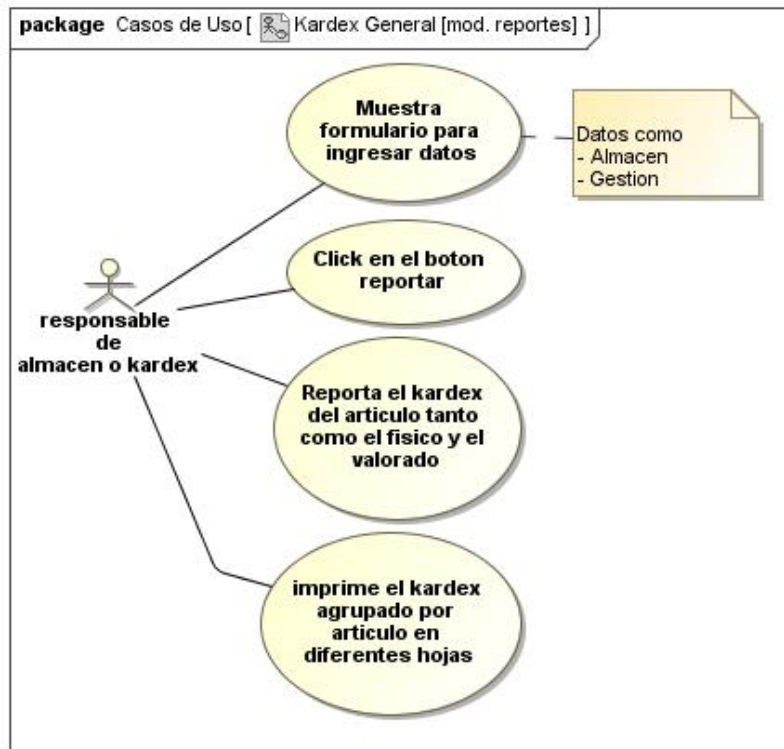 package Casos de Uso [ Kardex General [mod. reportes] ]
Muestra
formulario para
ingresar datos
Datos como
- Almacen
- Gestion
Click en el boton
reportar
responsable
de
almacen o kardex
Reporta el kardex
del articulo tanto
como el fisico y el
valorado
imprime el kardex
agrupado por
articulo en
diferentes hojas